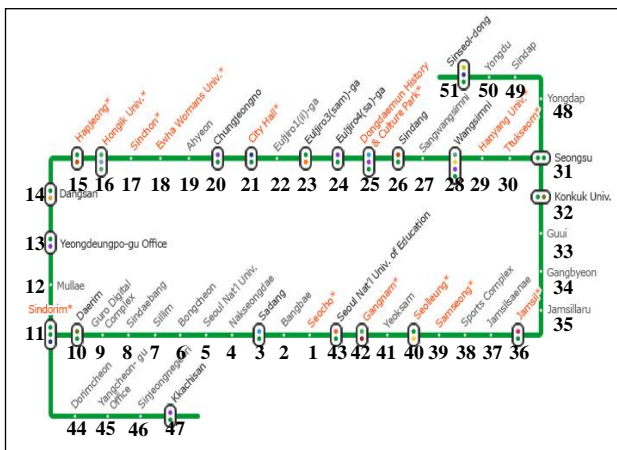 Sinseol-dong
Yongdu
Sindap
51 50 49
Yongdap
48
Hapjeong*
Hongik Univ.*
Sinchon*
Ewha Womans Univ.*
Ahyeon
Chungjeongno
City Hall*
Euljiro1(il)-ga
Euljiro3(sam)-ga
Euljiro4(sa)-ga
Dongdaemun History
& Culture Park*
Sindang
Sangwangsimni
Wangsimni
Hanyang Univ.*
Ttukseom*
15 16 17 18 19 20 21 22 23 24 25 26 27 28 29 30
Seongsu
31
14
Dangsan
Konkuk Univ.
32
13
Yeongdeungpo-gu Office
Guui
33
12
Mullae
Gangbyeon
34
Sindorim*
11
Jamsillaru
35
Daerim
Guro Digital
Complex
Sindaebang
Sillim
Bongcheon
Seoul Nat'l Univ.
Nakseongdae
Sadang
Bangbae
Seocho*
Seoul Nat'l Univ. of Education
Gangnam*
Yeoksam
Seolleung*
Samseong*
Sports Complex
Jamsilsaenae
Jamsil*
10 9 8 7 6 5 4 3 2 1 43 42 41 40 39 38 37 36
Dorimcheon
Yangcheon- gu
Office
Sinjeongnegeri
Kkachisan
44 45 46 47